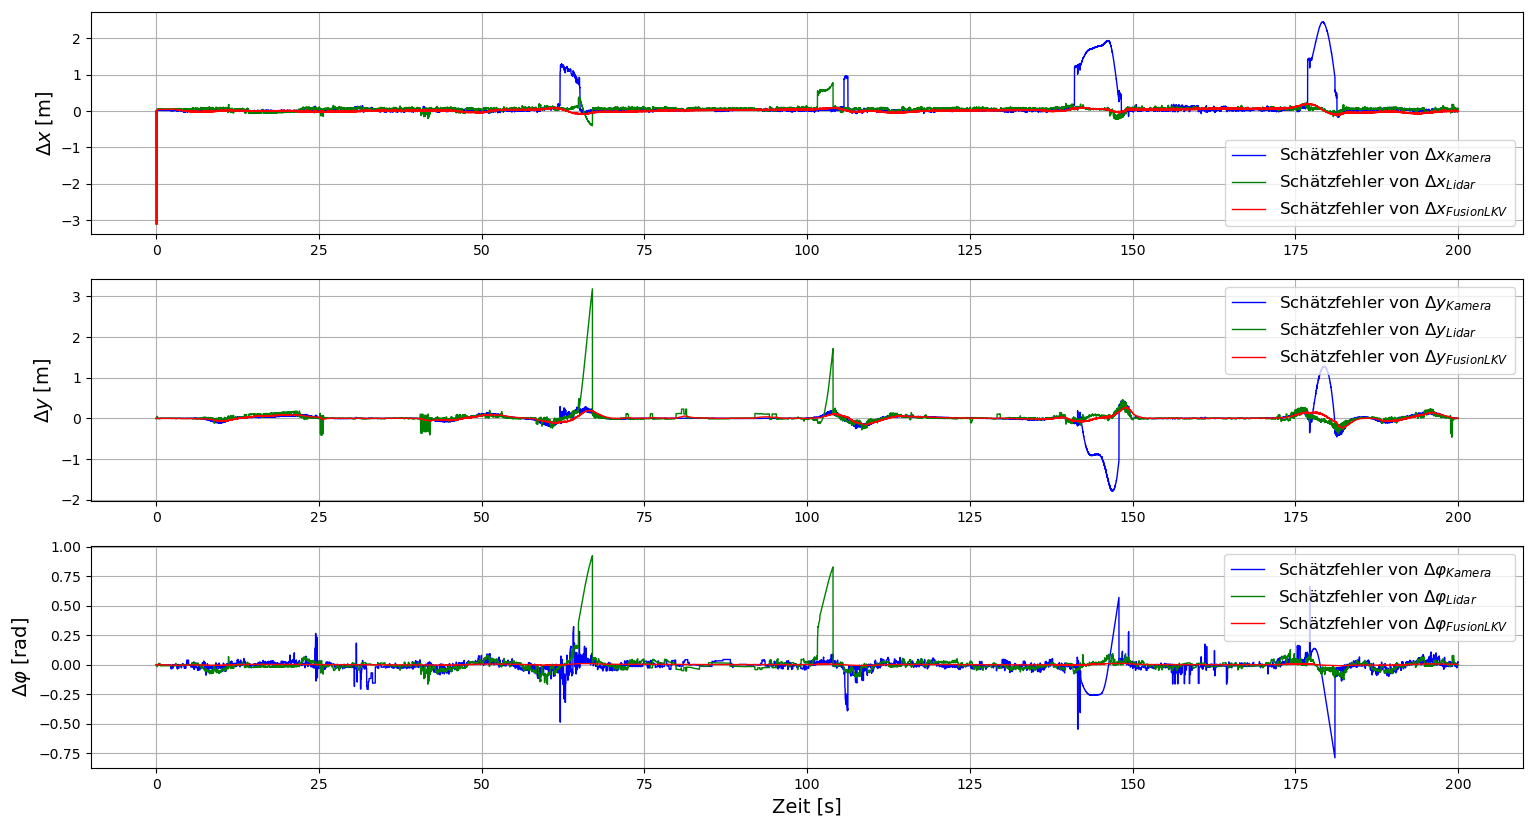 2
1
0
−1
−2
−3
Δx [m]
Schätzfehler von Δx_Kamera
Schätzfehler von Δx_Lidar
Schätzfehler von Δx_FusionLKV
0 25 50 75 100 125 150 175 200
3
2
1
0
−1
−2
Δy [m]
Schätzfehler von Δy_Kamera
Schätzfehler von Δy_Lidar
Schätzfehler von Δy_FusionLKV
0 25 50 75 100 125 150 175 200
1.00
0.75
0.50
0.25
0.00
−0.25
−0.50
−0.75
Δφ [rad]
Schätzfehler von Δφ_Kamera
Schätzfehler von Δφ_Lidar
Schätzfehler von Δφ_FusionLKV
0 25 50 75 100 125 150 175 200
Zeit [s]